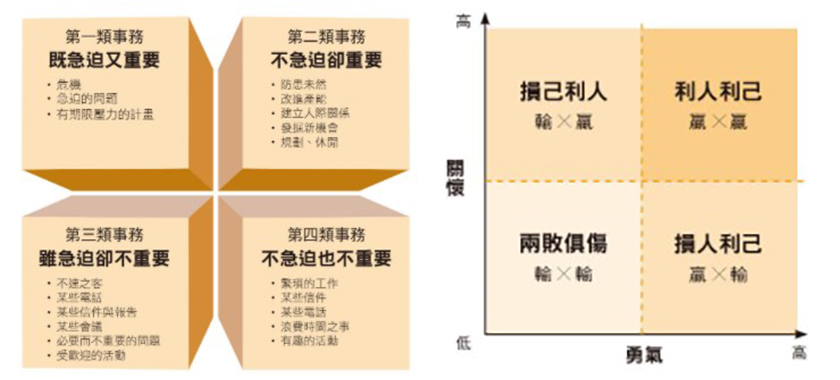 第一類事務
既急迫又重要
• 危機
• 急迫的問題
• 有期限壓力的計畫
第二類事務
不急迫卻重要
• 防患未然
• 改進產能
• 建立人際關係
• 發掘新機會
• 規劃、休閒
第三類事務
雖急迫卻不重要
• 不速之客
• 某些電話
• 某些信件與報告
• 某些會議
• 必要而不重要的問題
• 受歡迎的活動
第四類事務
不急迫也不重要
• 繁瑣的工作
• 某些信件
• 某些電話
• 浪費時間之事
• 有趣的活動
高
損己利人
輸×贏
利人利己
贏×贏
關懷
兩敗俱傷
輸×輸
損人利己
贏×輸
低
勇氣
高